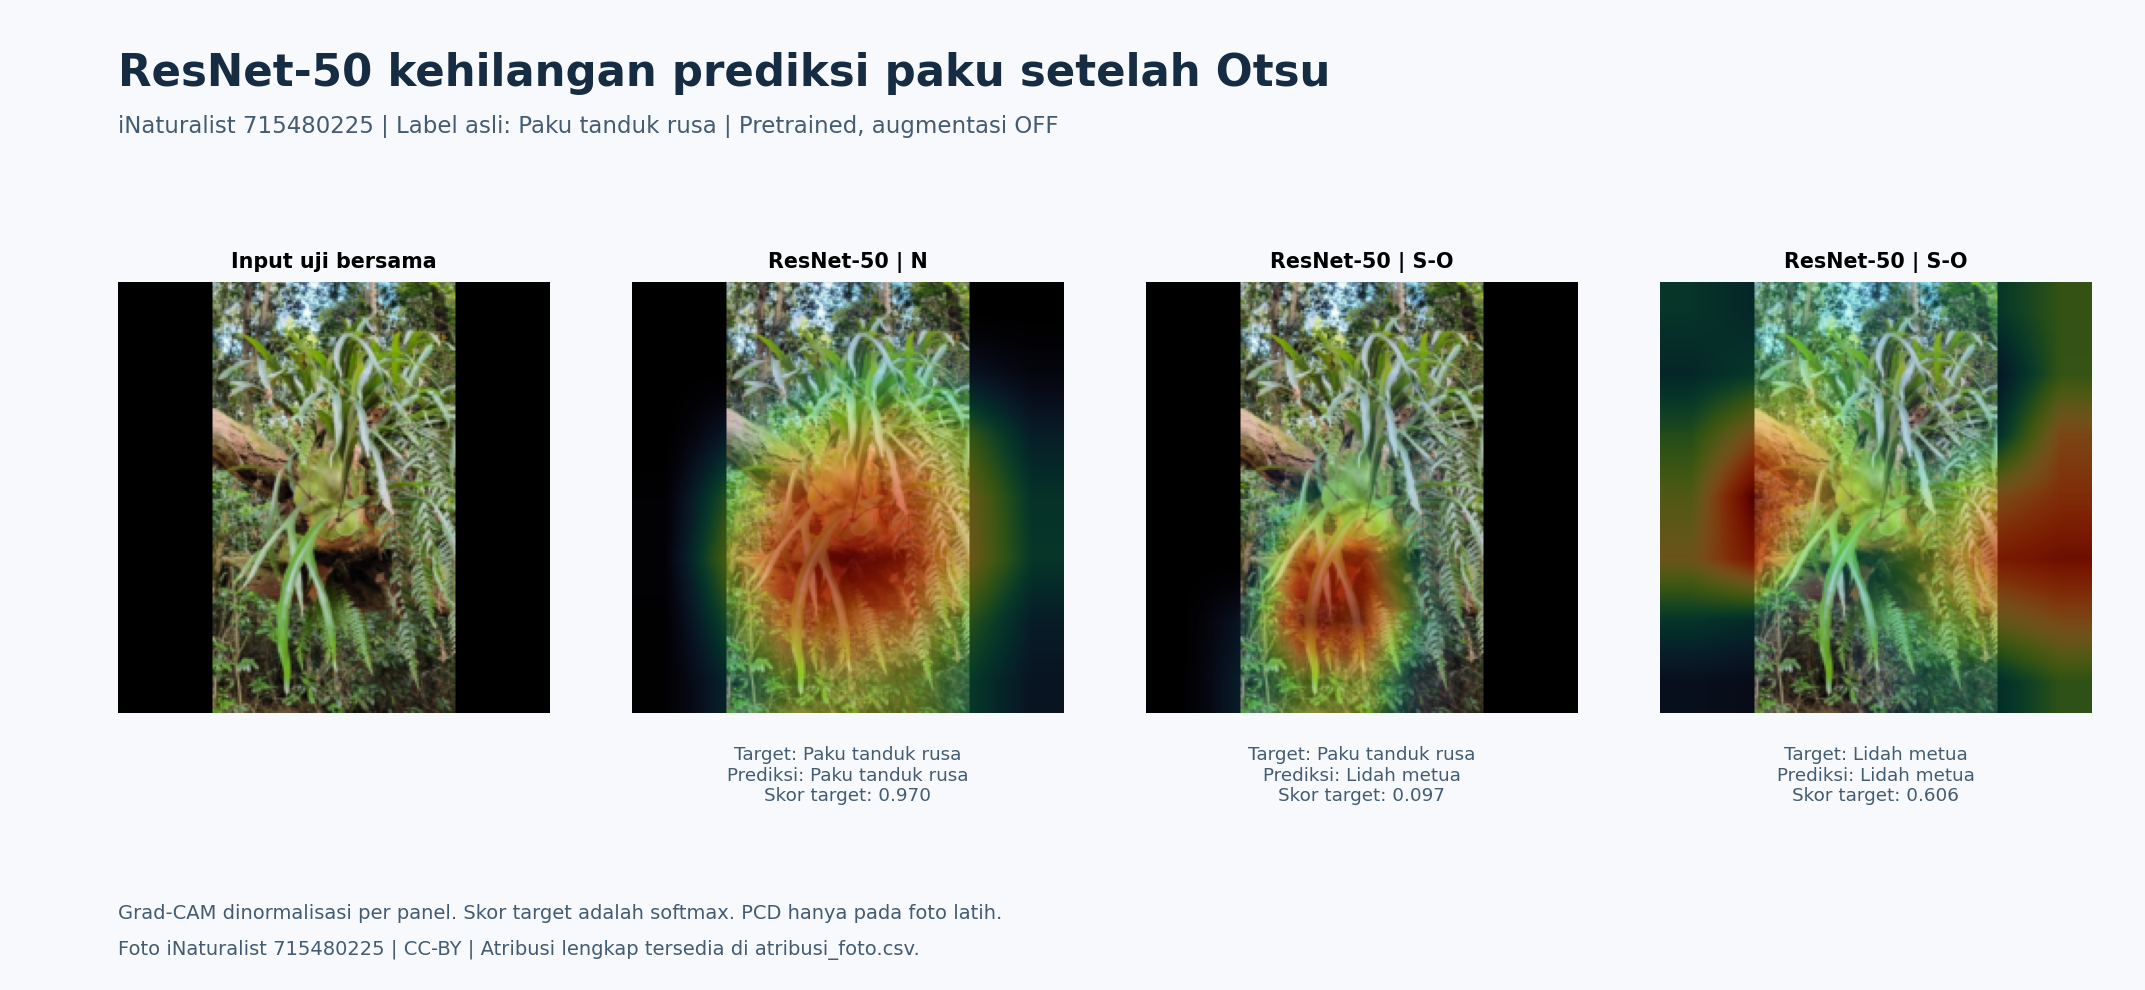 ResNet-50 kehilangan prediksi paku setelah Otsu
iNaturalist 715480225 | Label asli: Paku tanduk rusa | Pretrained, augmentasi OFF
Input uji bersama
ResNet-50 | N
Target: Paku tanduk rusa
Prediksi: Paku tanduk rusa
Skor target: 0.970
ResNet-50 | S-O
Target: Paku tanduk rusa
Prediksi: Lidah metua
Skor target: 0.097
ResNet-50 | S-O
Target: Lidah metua
Prediksi: Lidah metua
Skor target: 0.606
Grad-CAM dinormalisasi per panel. Skor target adalah softmax. PCD hanya pada foto latih.
Foto iNaturalist 715480225 | CC-BY | Atribusi lengkap tersedia di atribusi_foto.csv.